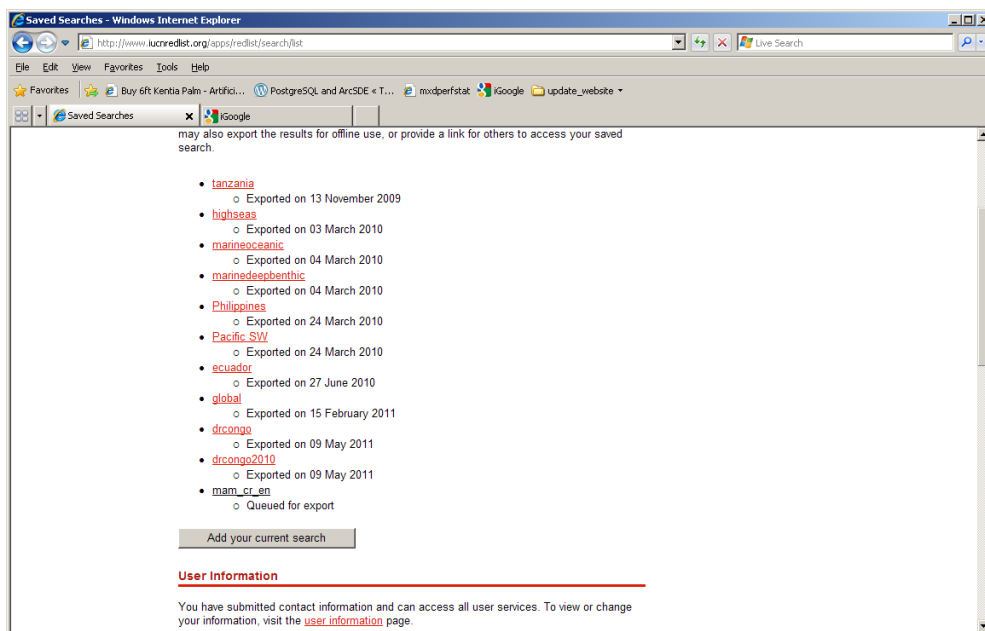 Saved Searches - Windows Internet Explorer
http://www.iucnredlist.org/apps/redlist/search/list
Live Search
File Edit View Favorites Tools Help
Favorites Buy 6ft Kentia Palm - Artifici... PostgreSQL and ArcSDE « T... mxdperfstat iGoogle update_website
Saved Searches iGoogle
may also export the results for offline use, or provide a link for others to access your saved
search.
tanzania
Exported on 13 November 2009
highseas
Exported on 03 March 2010
marineoceanic
Exported on 04 March 2010
marinedeepbenthic
Exported on 04 March 2010
Philippines
Exported on 24 March 2010
Pacific SW
Exported on 24 March 2010
ecuador
Exported on 27 June 2010
global
Exported on 15 February 2011
drcongo
Exported on 09 May 2011
drcongo2010
Exported on 09 May 2011
mam_cr_en
Queued for export
Add your current search
User Information
You have submitted contact information and can access all user services. To view or change
your information, visit the user information page.